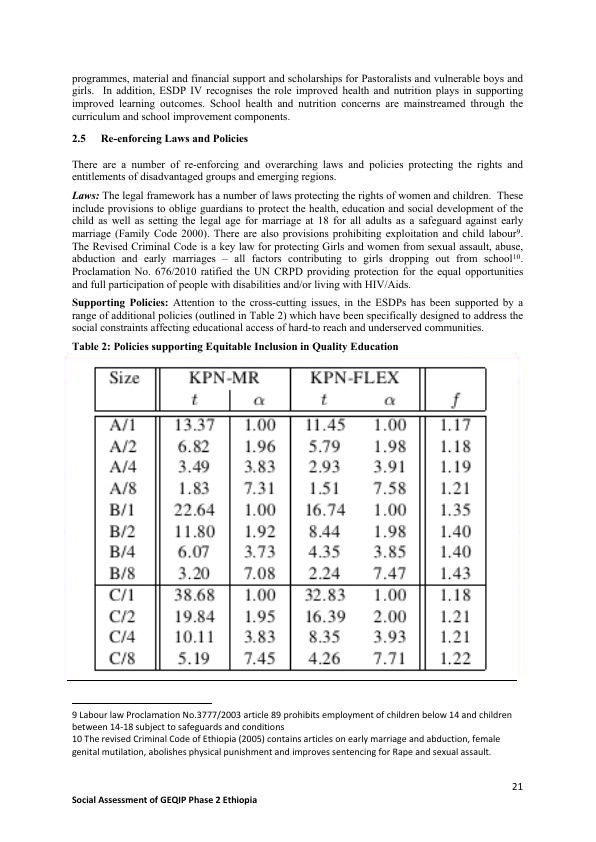 programmes, material and financial support and scholarships for Pastoralists and vulnerable boys and
girls. In addition, ESDP IV recognises the role improved health and nutrition plays in supporting
improved learning outcomes. School health and nutrition concerns are mainstreamed through the
curriculum and school improvement components.
2.5 Re-enforcing Laws and Policies
There are a number of re-enforcing and overarching laws and policies protecting the rights and
entitlements of disadvantaged groups and emerging regions.
Laws: The legal framework has a number of laws protecting the rights of women and children. These
include provisions to oblige guardians to protect the health, education and social development of the
child as well as setting the legal age for marriage at 18 for all adults as a safeguard against early
marriage (Family Code 2000). There are also provisions prohibiting exploitation and child labour⁹.
The Revised Criminal Code is a key law for protecting Girls and women from sexual assault, abuse,
abduction and early marriages – all factors contributing to girls dropping out from school¹⁰.
Proclamation No. 676/2010 ratified the UN CRPD providing protection for the equal opportunities
and full participation of people with disabilities and/or living with HIV/Aids.
Supporting Policies: Attention to the cross-cutting issues, in the ESDPs has been supported by a
range of additional policies (outlined in Table 2) which have been specifically designed to address the
social constraints affecting educational access of hard-to reach and underserved communities.
Table 2: Policies supporting Equitable Inclusion in Quality Education
Size KPN-MR KPN-FLEX
t α t α f
A/1 13.37 1.00 11.45 1.00 1.17
A/2 6.82 1.96 5.79 1.98 1.18
A/4 3.49 3.83 2.93 3.91 1.19
A/8 1.83 7.31 1.51 7.58 1.21
B/1 22.64 1.00 16.74 1.00 1.35
B/2 11.80 1.92 8.44 1.98 1.40
B/4 6.07 3.73 4.35 3.85 1.40
B/8 3.20 7.08 2.24 7.47 1.43
C/1 38.68 1.00 32.83 1.00 1.18
C/2 19.84 1.95 16.39 2.00 1.21
C/4 10.11 3.83 8.35 3.93 1.21
C/8 5.19 7.45 4.26 7.71 1.22
9 Labour law Proclamation No.3777/2003 article 89 prohibits employment of children below 14 and children
between 14-18 subject to safeguards and conditions
10 The revised Criminal Code of Ethiopia (2005) contains articles on early marriage and abduction, female
genital mutilation, abolishes physical punishment and improves sentencing for Rape and sexual assault.
21
Social Assessment of GEQIP Phase 2 Ethiopia